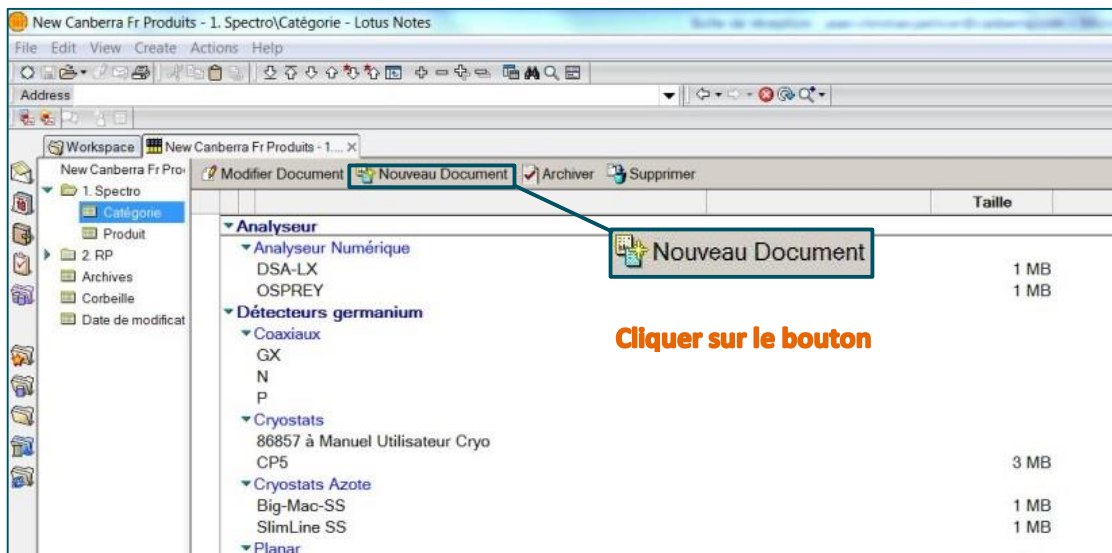 New Canberra Fr Produits - 1. Spectro\Catégorie - Lotus Notes
File Edit View Create Actions Help
Address
Workspace New Canberra Fr Produits - 1....
New Canberra Fr Pro
1. Spectro
Catégorie
Produit
2. RP
Archives
Corbeille
Date de modificat
Modifier Document Nouveau Document Archiver Supprimer
Taille
Analyseur
Analyseur Numérique
DSA-LX 1 MB
OSPREY 1 MB
Détecteurs germanium
Coaxiaux
GX
N
P
Cryostats
86857 à Manuel Utilisateur Cryo
CP5 3 MB
Cryostats Azote
Big-Mac-SS 1 MB
SlimLine SS 1 MB
Planar
Nouveau Document
Cliquer sur le bouton